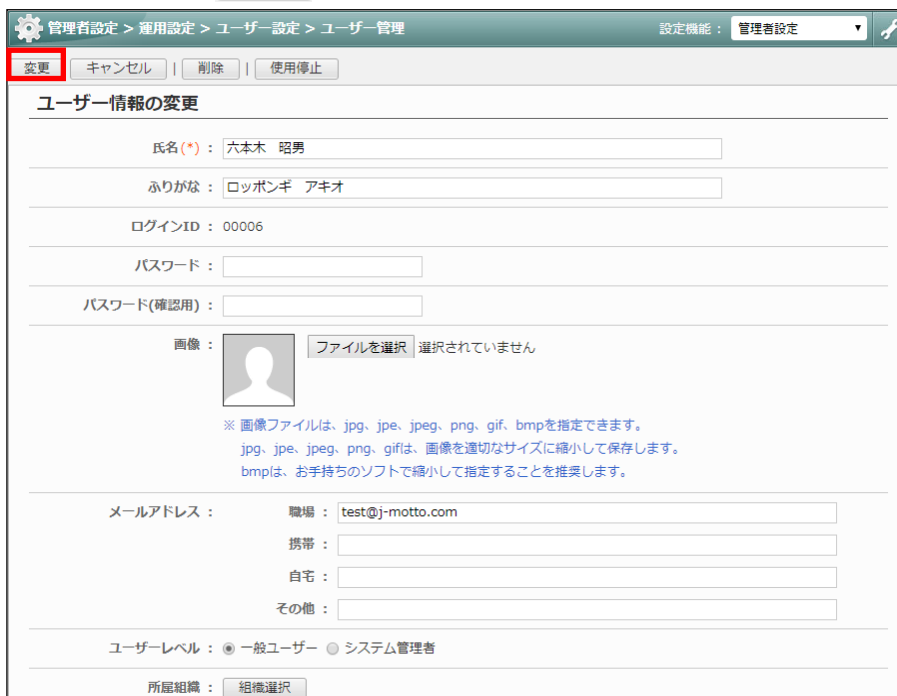 管理者設定 > 運用設定 > ユーザー設定 > ユーザー管理 設定機能： 管理者設定
変更 キャンセル | 削除 | 使用停止
ユーザー情報の変更
氏名(*) ： 六本木　昭男
ふりがな ： ロッポンギ　アキオ
ログインID ： 00006
パスワード ：
パスワード(確認用) ：
画像 ： ファイルを選択 選択されていません
※ 画像ファイルは、jpg、jpe、jpeg、png、gif、bmpを指定できます。
jpg、jpe、jpeg、png、gifは、画像を適切なサイズに縮小して保存します。
bmpは、お手持ちのソフトで縮小して指定することを推奨します。
メールアドレス ： 職場 ： test@j-motto.com
携帯 ：
自宅 ：
その他 ：
ユーザーレベル ： 一般ユーザー システム管理者
所属組織 ： 組織選択